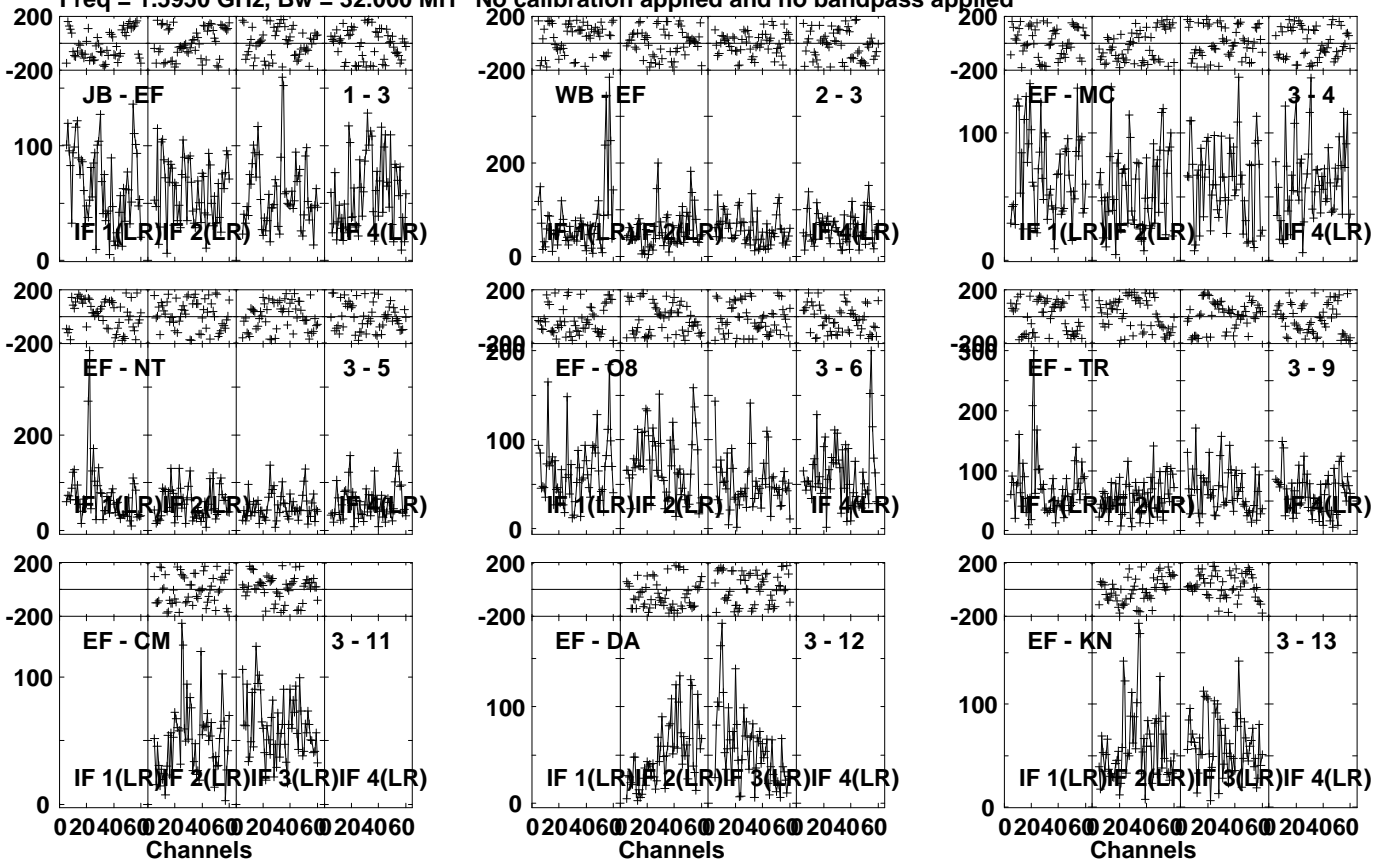 Freq = 1.5950 GHz, Bw = 32.000 MH No calibration applied and no bandpass applied
200 200 200
-200 -200 -200
JB - EF 1 - 3 WB - EF 2 - 3 EF - MC 3 - 4
100 200 100
IF 1(LR) IF 2(LR) IF 4(LR) IF 1(LR) IF 2(LR) IF 4(LR) IF 1(LR) IF 2(LR) IF 4(LR)
0 0 0
200 200 200
-200 -200 -200
200 300
EF - NT 3 - 5 EF - O8 3 - 6 EF - TR 3 - 9
200 100 200
100
IF 1(LR) IF 2(LR) IF 4(LR) IF 1(LR) IF 2(LR) IF 4(LR) IF 1(LR) IF 2(LR) IF 4(LR)
0 0 0
200 200 200
-200 -200 -200
EF - CM 3 - 11 EF - DA 3 - 12 EF - KN 3 - 13
100 100 100
IF 1(LR) IF 2(LR) IF 3(LR) IF 4(LR) IF 1(LR) IF 2(LR) IF 3(LR) IF 4(LR) IF 1(LR) IF 2(LR) IF 3(LR) IF 4(LR)
0 0 0
0 20 40 60 0 20 40 60 0 20 40 60 0 20 40 60 0 20 40 60 0 20 40 60 0 20 40 60 0 20 40 60 0 20 40 60 0 20 40 60 0 20 40 60 0 20 40 60
Channels Channels Channels